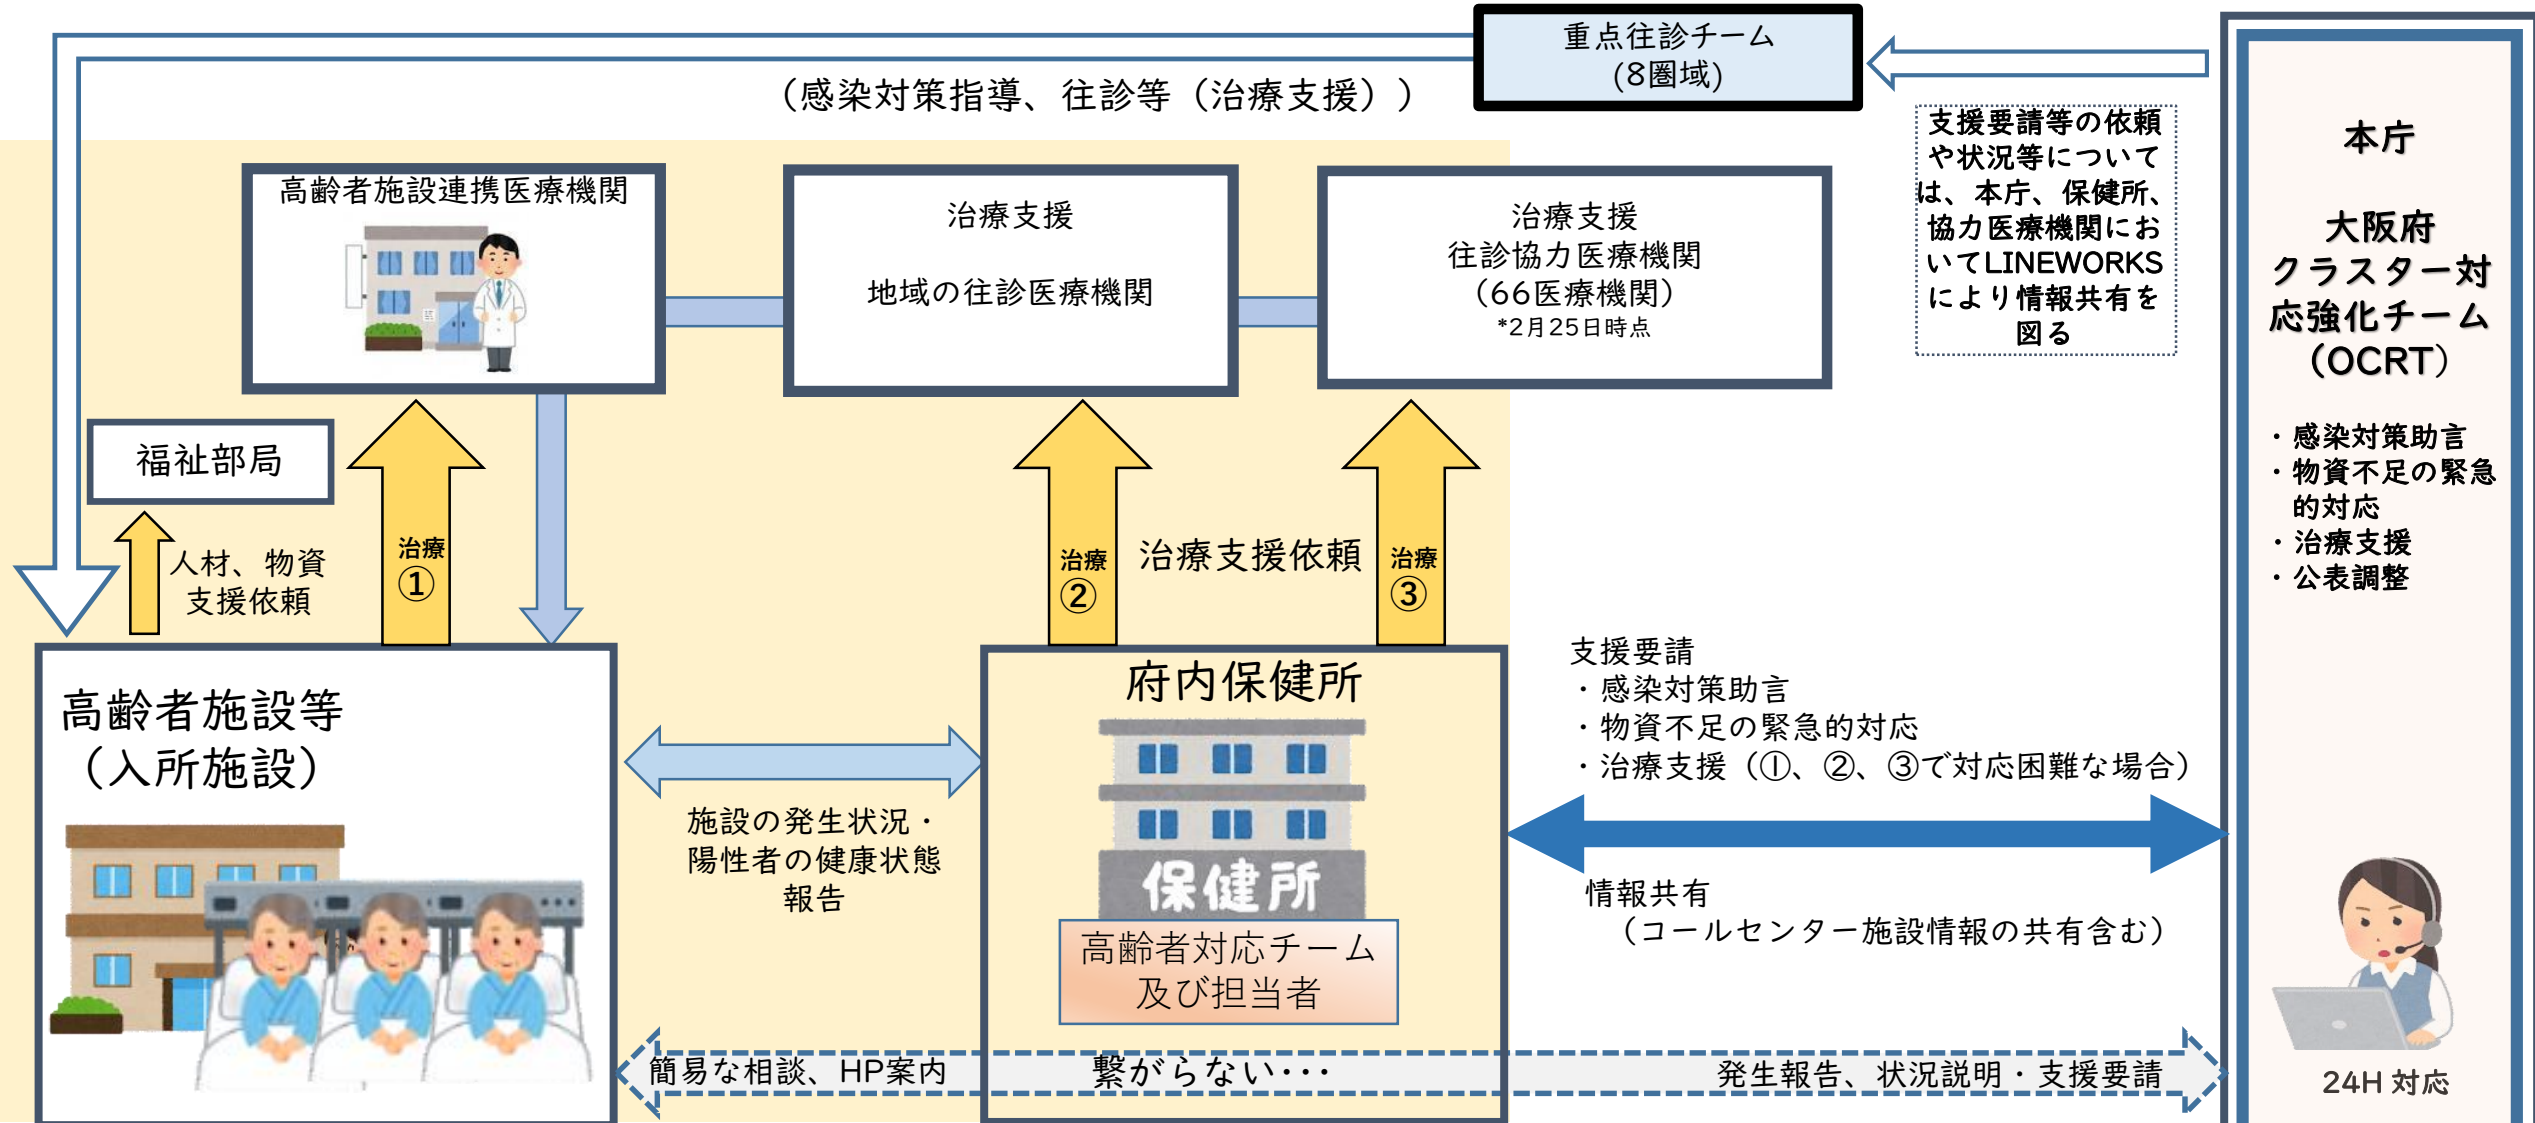 重点往診チーム
(8圏域)
（感染対策指導、往診等（治療支援））
支援要請等の依頼
や状況等について
は、本庁、保健所、
協力医療機関にお
いてLINEWORKS
により情報共有を
図る
本庁
大阪府
クラスター対
応強化チーム
（OCRT）
・感染対策助言
・物資不足の緊急
的対応
・治療支援
・公表調整
24H 対応
高齢者施設連携医療機関
治療支援
地域の往診医療機関
治療支援
往診協力医療機関
（66医療機関）
*2月25日時点
福祉部局
人材、物資
支援依頼
治療
①
治療
②
治療支援依頼
治療
③
高齢者施設等
（入所施設）
施設の発生状況・
陽性者の健康状態
報告
府内保健所
保健所
高齢者対応チーム
及び担当者
支援要請
・感染対策助言
・物資不足の緊急的対応
・治療支援（①、②、③で対応困難な場合）
情報共有
（コールセンター施設情報の共有含む）
簡易な相談、HP案内
繋がらない･･･
発生報告、状況説明・支援要請